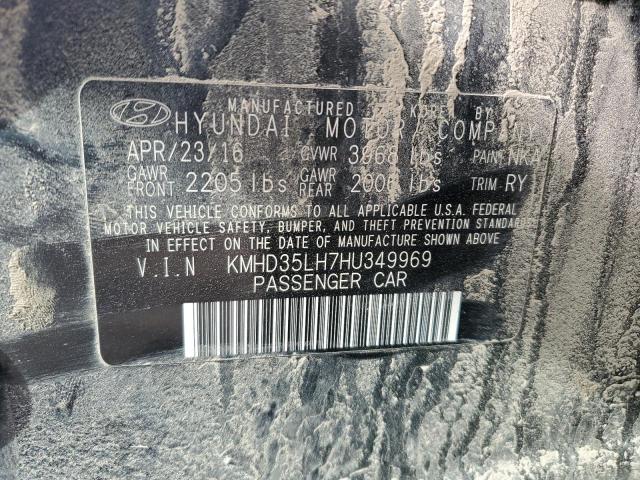 MANUFACTURED KOREA BY
HYUNDAI MOTOR COMPANY
APR/23/16 GVWR 3968 lbs PAINT NKA
GAWR FRONT 2205 lbs GAWR REAR 2006 lbs TRIM RY
THIS VEHICLE CONFORMS TO ALL APPLICABLE U.S.A. FEDERAL
MOTOR VEHICLE SAFETY, BUMPER, AND THEFT PREVENTION STANDARDS
IN EFFECT ON THE DATE OF MANUFACTURE SHOWN ABOVE
V.I.N KMHD35LH7HU349969
PASSENGER CAR